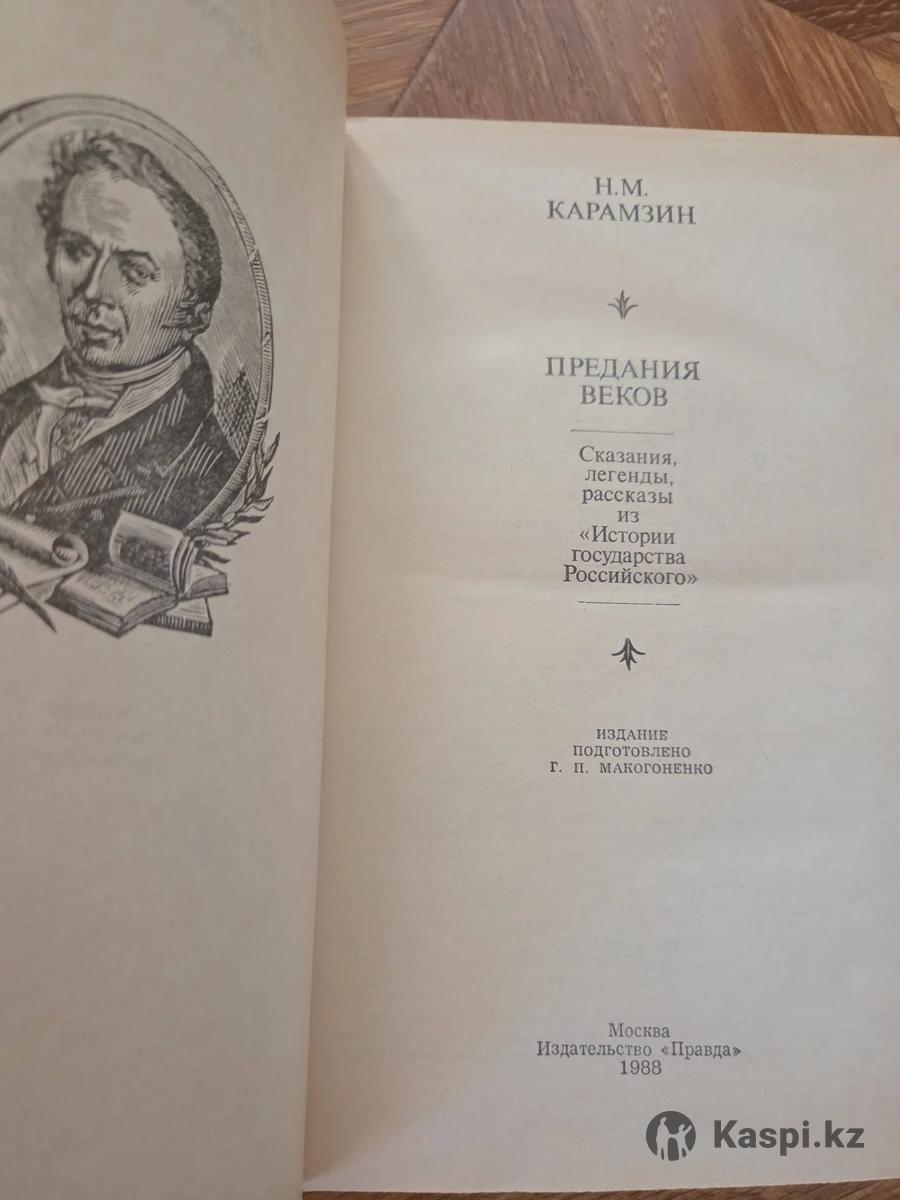 Н.М.
КАРАМЗИН
ПРЕДАНИЯ
ВЕКОВ
Сказания,
легенды,
рассказы
из
«Истории
государства
Российского»
ИЗДАНИЕ
ПОДГОТОВЛЕНО
Г. П. МАКОГОНЕНКО
Москва
Издательство «Правда»
1988
Kaspi.kz